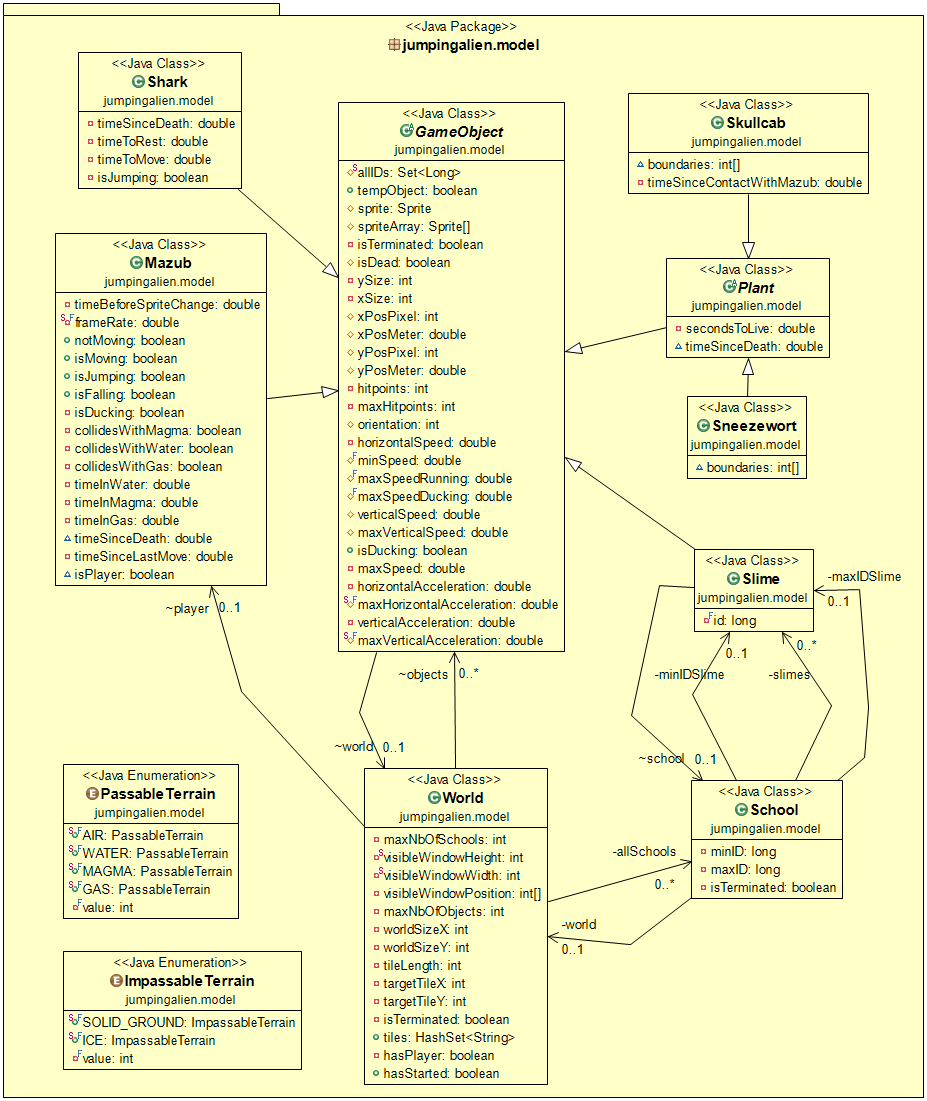 <<Java Package>>
jumpingalien.model
<<Java Class>>
Shark
jumpingalien.model
timeSinceDeath: double
timeToRest: double
timeToMove: double
isJumping: boolean
<<Java Class>>
Mazub
jumpingalien.model
timeBeforeSpriteChange: double
S F frameRate: double
notMoving: boolean
isMoving: boolean
isJumping: boolean
isFalling: boolean
isDucking: boolean
collidesWithMagma: boolean
collidesWithWater: boolean
collidesWithGas: boolean
timeInWater: double
timeInMagma: double
timeInGas: double
timeSinceDeath: double
timeSinceLastMove: double
isPlayer: boolean
~player 0..1
<<Java Class>>
GameObject
jumpingalien.model
S allIDs: Set<Long>
tempObject: boolean
sprite: Sprite
spriteArray: Sprite[]
isTerminated: boolean
isDead: boolean
ySize: int
xSize: int
xPosPixel: int
xPosMeter: double
yPosPixel: int
yPosMeter: double
hitpoints: int
maxHitpoints: int
orientation: int
horizontalSpeed: double
F minSpeed: double
F maxSpeedRunning: double
F maxSpeedDucking: double
verticalSpeed: double
maxVerticalSpeed: double
isDucking: boolean
maxSpeed: double
horizontalAcceleration: double
S F maxHorizontalAcceleration: double
verticalAcceleration: double
S F maxVerticalAcceleration: double
~objects 0..*
~world 0..1
<<Java Class>>
Skullcab
jumpingalien.model
boundaries: int[]
timeSinceContactWithMazub: double
<<Java Class>>
Plant
jumpingalien.model
secondsToLive: double
timeSinceDeath: double
<<Java Class>>
Sneezewort
jumpingalien.model
boundaries: int[]
<<Java Class>>
Slime
jumpingalien.model
F id: long
-maxIDSlime
0..1
0..1
0..*
-minIDSlime
-slimes
~school 0..1
<<Java Class>>
School
jumpingalien.model
minID: long
maxID: long
isTerminated: boolean
-allSchools
0..*
-world
0..1
<<Java Class>>
World
jumpingalien.model
maxNbOfSchools: int
S visibleWindowHeight: int
S visibleWindowWidth: int
visibleWindowPosition: int[]
maxNbOfObjects: int
worldSizeX: int
worldSizeY: int
tileLength: int
targetTileX: int
targetTileY: int
isTerminated: boolean
tiles: HashSet<String>
hasPlayer: boolean
hasStarted: boolean
<<Java Enumeration>>
E PassableTerrain
jumpingalien.model
S F AIR: PassableTerrain
S F WATER: PassableTerrain
S F MAGMA: PassableTerrain
S F GAS: PassableTerrain
F value: int
<<Java Enumeration>>
E ImpassableTerrain
jumpingalien.model
S F SOLID_GROUND: ImpassableTerrain
S F ICE: ImpassableTerrain
F value: int